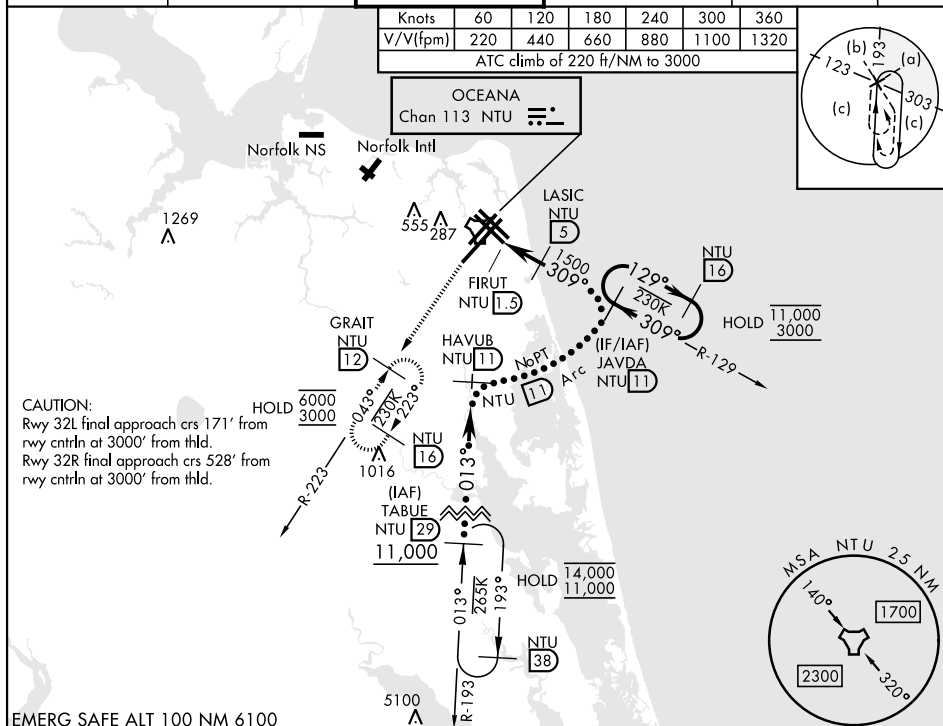 Knots 60 120 180 240 300 360
V/V(fpm) 220 440 660 880 1100 1320
ATC climb of 220 ft/NM to 3000
(b) 193 (a)
123
303
(c) (c)
OCEANA
Chan 113 NTU
Norfolk NS
Norfolk Intl
1269
555
287
LASIC
NTU
5
1500
309°
FIRUT
NTU 1.5
129°
230K
309°
NTU
16
HOLD 11,000
3000
R-129
(IF/IAF)
JAVDA
NTU 11
GRAIT
NTU
12
HAVUB
NTU 11
NoPT
NTU 11 Arc
HOLD 6000
3000
043°
230K
223°
NTU
16
1016
R-223
013°
CAUTION:
Rwy 32L final approach crs 171' from
rwy cntrln at 3000' from thld.
Rwy 32R final approach crs 528' from
rwy cntrln at 3000' from thld.
(IAF)
TABUE
NTU 29
11,000
013°
265K
193°
HOLD 14,000
11,000
NTU
38
R-193
5100
MSA NTU 25 NM
140°
1700
2300
320°
EMERG SAFE ALT 100 NM 6100